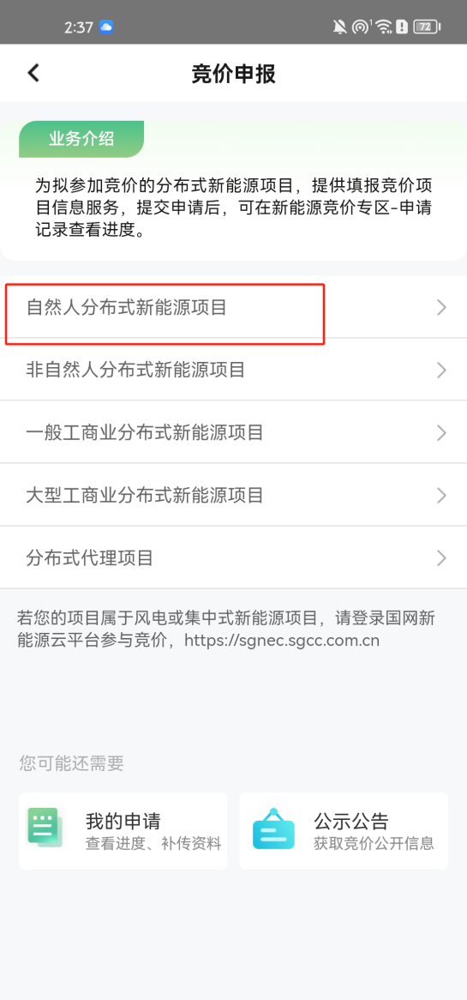 2:37
1
72
竞价申报
业务介绍
为拟参加竞价的分布式新能源项目，提供填报竞价项
目信息服务，提交申请后，可在新能源竞价专区-申请
记录查看进度。
自然人分布式新能源项目
非自然人分布式新能源项目
一般工商业分布式新能源项目
大型工商业分布式新能源项目
分布式代理项目
若您的项目属于风电或集中式新能源项目，请登录国网新
能源云平台参与竞价，https://sgnec.sgcc.com.cn
您可能还需要
我的申请
查看进度、补传资料
公示公告
获取竞价公开信息